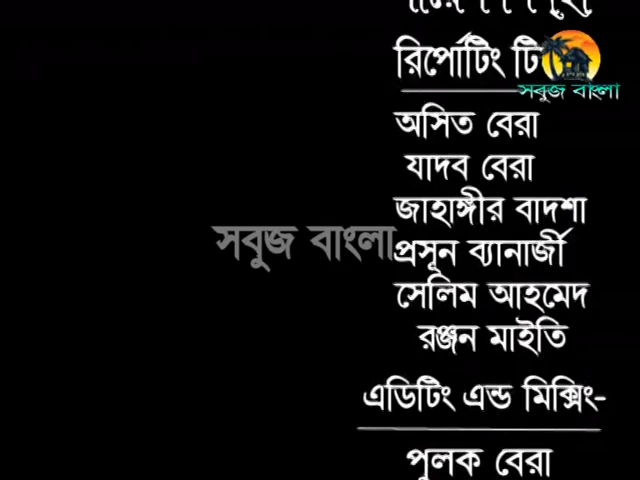 রিপোর্টিং টি
সবুজ বাংলা
অসিত বেরা
যাদব বেরা
জাহাঙ্গীর বাদশা
সবুজ বাংলা
প্রসূন ব্যানার্জী
সেলিম আহমেদ
রঞ্জন মাইতি
এডিটিং এন্ড মিক্সিং-
পুলক বেরা